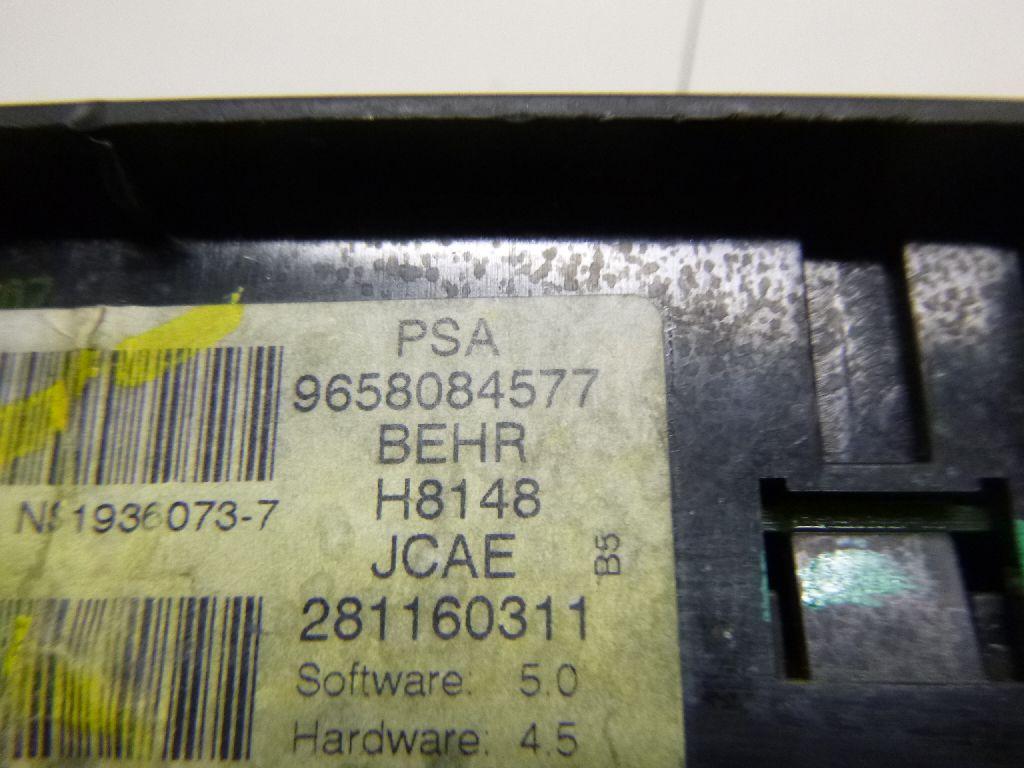 PSA
9658084577
BEHR
H8148
JCAE
B5
281160311
Software: 5.0
Hardware: 4.5
1936073-7